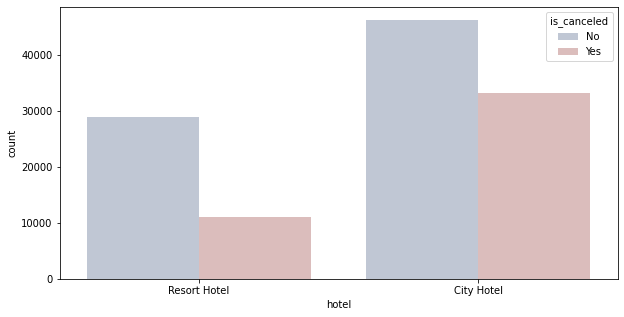 is_canceled
No
Yes
count
40000
30000
20000
10000
0
Resort Hotel
City Hotel
hotel